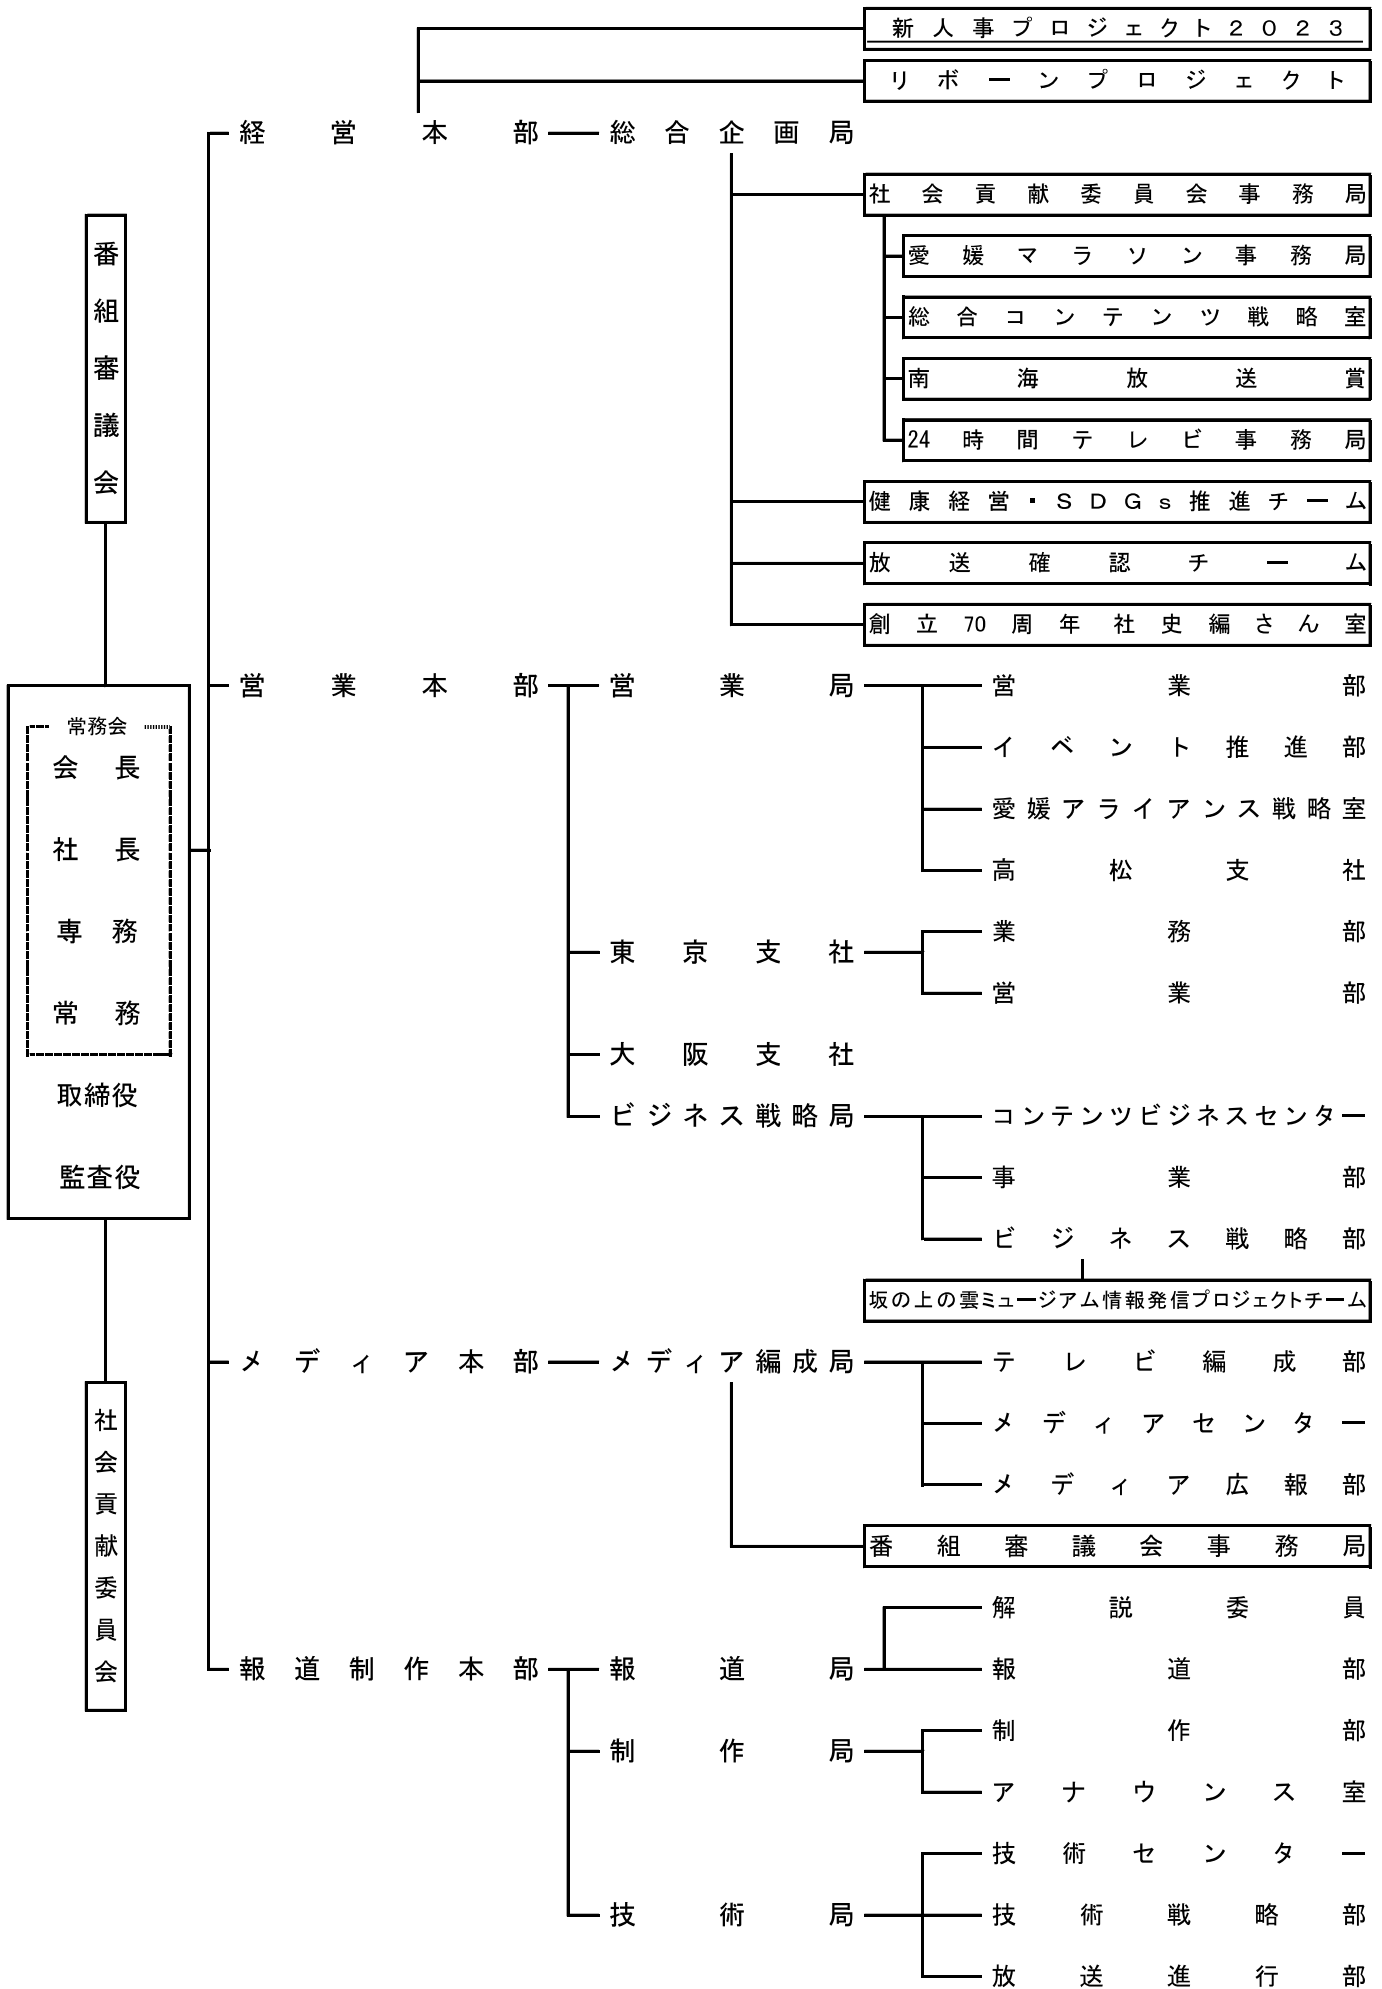 新人事プロジェクト２０２３
リボーンプロジェクト
経営本部
総合企画局
社会貢献委員会事務局
愛媛マラソン事務局
総合コンテンツ戦略室
南海放送賞
24時間テレビ事務局
健康経営・ＳＤＧｓ推進チーム
放送確認チーム
創立70周年社史編さん室
番組審議会
常務会
会長
社長
専務
常務
取締役
監査役
社会貢献委員会
営業本部
営業局
営業部
イベント推進部
愛媛アライアンス戦略室
高松支社
東京支社
業務部
営業部
大阪支社
ビジネス戦略局
コンテンツビジネスセンター
事業部
ビジネス戦略部
坂の上の雲ミュージアム情報発信プロジェクトチーム
メディア本部
メディア編成局
テレビ編成部
メディアセンター
メディア広報部
番組審議会事務局
報道制作本部
報道局
解説委員
報道部
制作局
制作部
アナウンス室
技術局
技術センター
技術戦略部
放送進行部